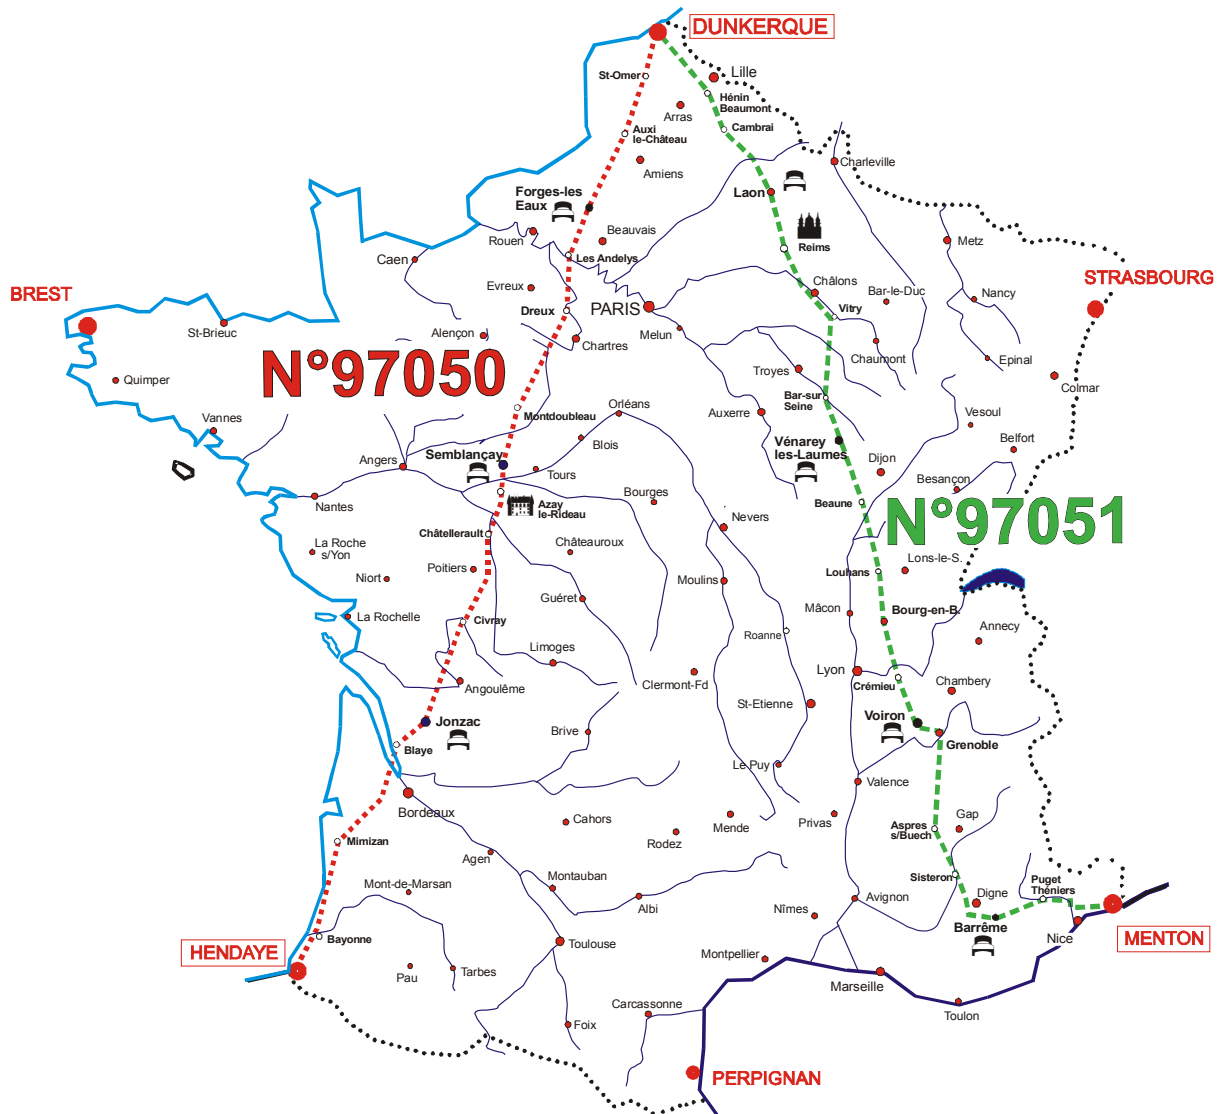 DUNKERQUE
St-Omer
Lille
Hénin
Beaumont
Arras
Cambrai
Auxi
le-Château
Amiens
Charleville
Forges-les
Eaux
Laon
Rouen
Beauvais
Reims
Metz
Caen
Les Andelys
STRASBOURG
BREST
Evreux
Châlons
Bar-le-Duc
Nancy
Dreux
PARIS
Vitry
St-Brieuc
Alençon
Chartres
Melun
Chaumont
Epinal
N°97050
Troyes
Quimper
Colmar
Bar-sur
Seine
Vannes
Montdoubleau
Orléans
Auxerre
Vesoul
Blois
Vénarey
les-Laumes
Belfort
Angers
Semblançay
Tours
Dijon
Besançon
Nantes
Azay
le-Rideau
Bourges
Beaune
N°97051
Nevers
Châtellerault
La Roche
s/Yon
Châteauroux
Lons-le-S.
Niort
Poitiers
Moulins
Louhans
Guéret
Mâcon
Bourg-en-B.
La Rochelle
Civray
Roanne
Annecy
Limoges
Lyon
Clermont-Fd
Crémieu
Chambery
Angoulême
St-Etienne
Voiron
Jonzac
Brive
Grenoble
Blaye
Le Puy
Valence
Bordeaux
Cahors
Mende
Privas
Aspres
s/Buech
Gap
Mimizan
Rodez
Agen
Montauban
Sisteron
Puget
Théniers
Mont-de-Marsan
Albi
Nîmes
Avignon
Digne
Barrême
Bayonne
Toulouse
Nice
MENTON
HENDAYE
Montpellier
Pau
Tarbes
Marseille
Carcassonne
Toulon
Foix
PERPIGNAN